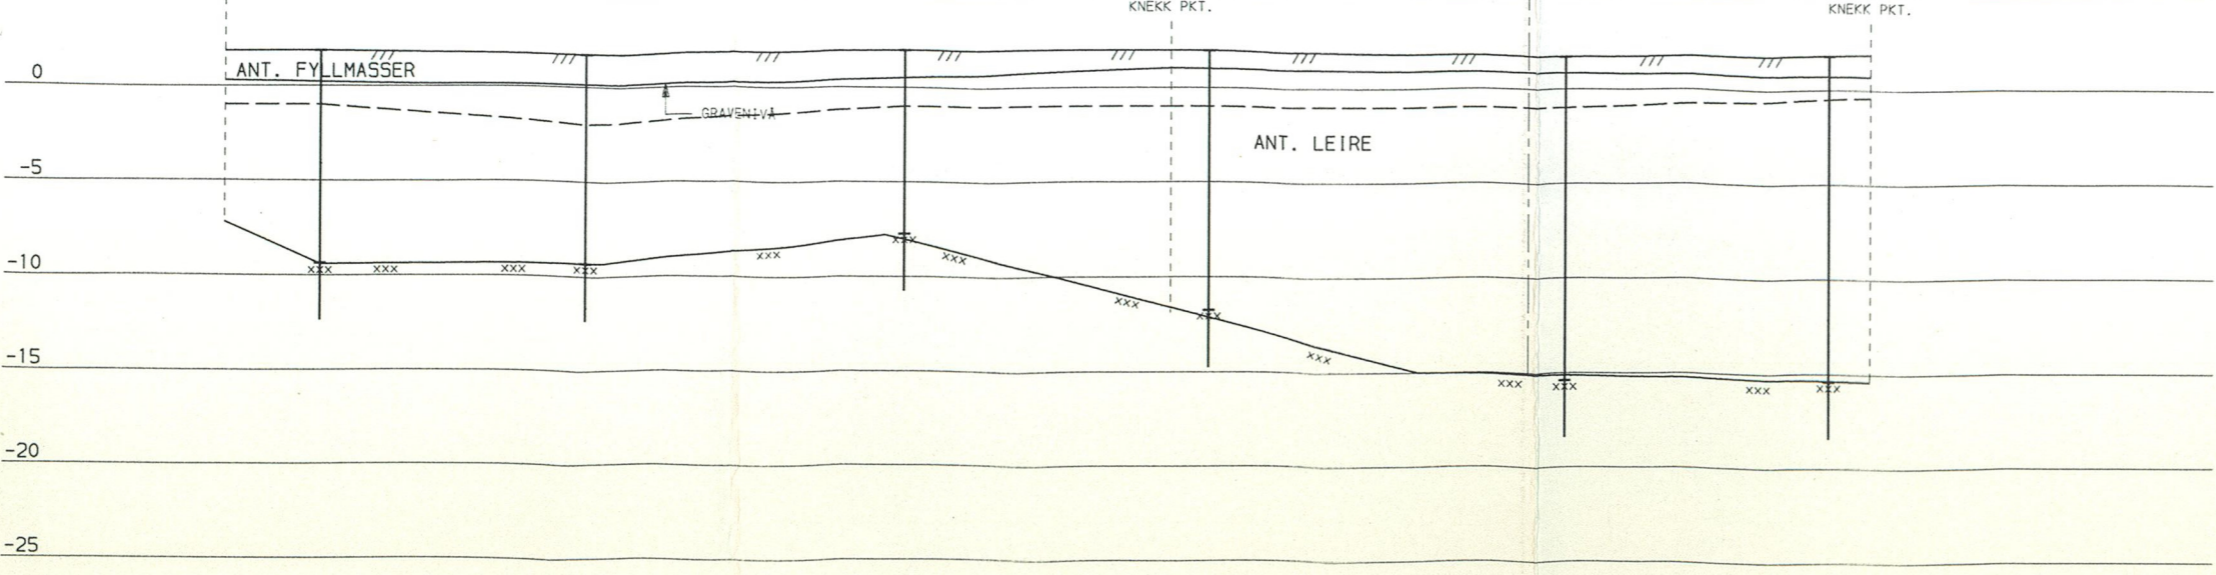 KNEKK PKT.
KNEKK PKT.
0
ANT. FYLLMASSER
GRAVENIVÅ
ANT. LEIRE
-5
-10
-15
-20
-25